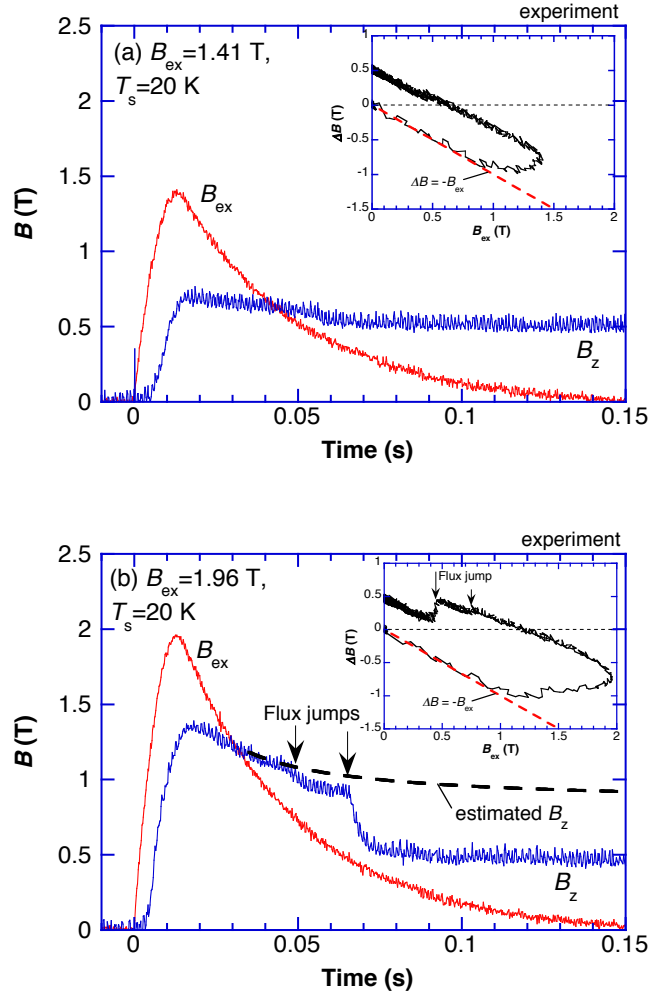 experiment
2.5
2
1.5
1
0.5
0
B (T)
(a) Bex=1.41 T,
Ts=20 K
Bex
Bz
1
0.5
0
-0.5
-1
-1.5
ΔB (T)
ΔB = -Bex
0 0.5 1 1.5 2
Bex (T)
0 0.05 0.1 0.15
Time (s)
experiment
2.5
2
1.5
1
0.5
0
B (T)
(b) Bex=1.96 T,
Ts=20 K
Bex
Flux jumps
estimated Bz
Bz
1
0.5
0
-0.5
-1
-1.5
ΔB (T)
Flux jump
ΔB = -Bex
0 0.5 1 1.5 2
Bex (T)
0 0.05 0.1 0.15
Time (s)